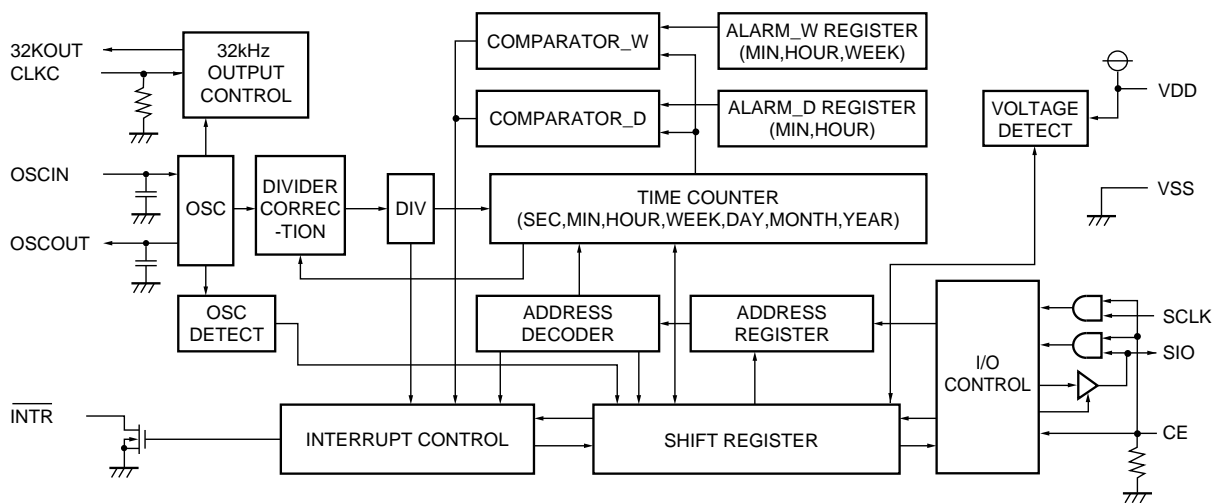 32KOUT
CLKC
32kHz
OUTPUT
CONTROL
COMPARATOR_W
ALARM_W REGISTER
(MIN,HOUR,WEEK)
COMPARATOR_D
ALARM_D REGISTER
(MIN,HOUR)
VOLTAGE
DETECT
VDD
VSS
OSCIN
OSCOUT
OSC
DIVIDER
CORREC
-TION
DIV
TIME COUNTER
(SEC,MIN,HOUR,WEEK,DAY,MONTH,YEAR)
OSC
DETECT
ADDRESS
DECODER
ADDRESS
REGISTER
I/O
CONTROL
SCLK
SIO
CE
INTR
INTERRUPT CONTROL
SHIFT REGISTER